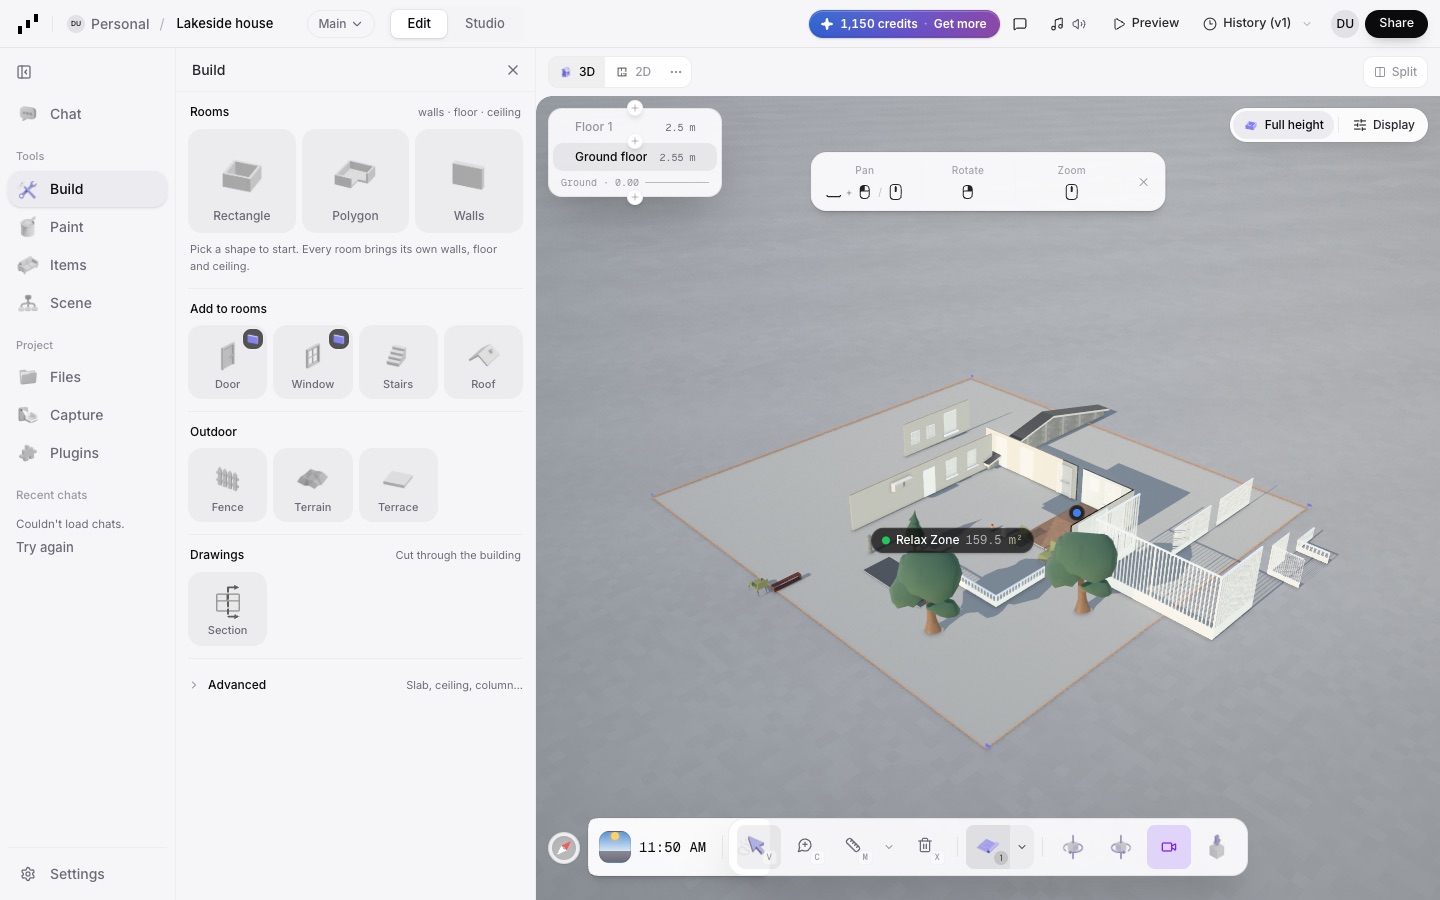 DU Personal / Lakeside house
Main
Edit
Studio
1,150 credits · Get more
Preview
History (v1)
DU
Share
Chat
Tools
Build
Paint
Items
Scene
Project
Files
Capture
Plugins
Recent chats
Couldn't load chats.
Try again
Settings
Build
Rooms
walls · floor · ceiling
Rectangle
Polygon
Walls
Pick a shape to start. Every room brings its own walls, floor
and ceiling.
Add to rooms
Door
Window
Stairs
Roof
Outdoor
Fence
Terrain
Terrace
Drawings
Cut through the building
Section
Advanced
Slab, ceiling, column...
3D
2D
Split
Floor 1 2.5 m
Ground floor 2.55 m
Ground · 0.00
Full height
Display
Pan
Rotate
Zoom
+ /
Relax Zone 159.5 m²
11:50 AM
V
C
M
X
1